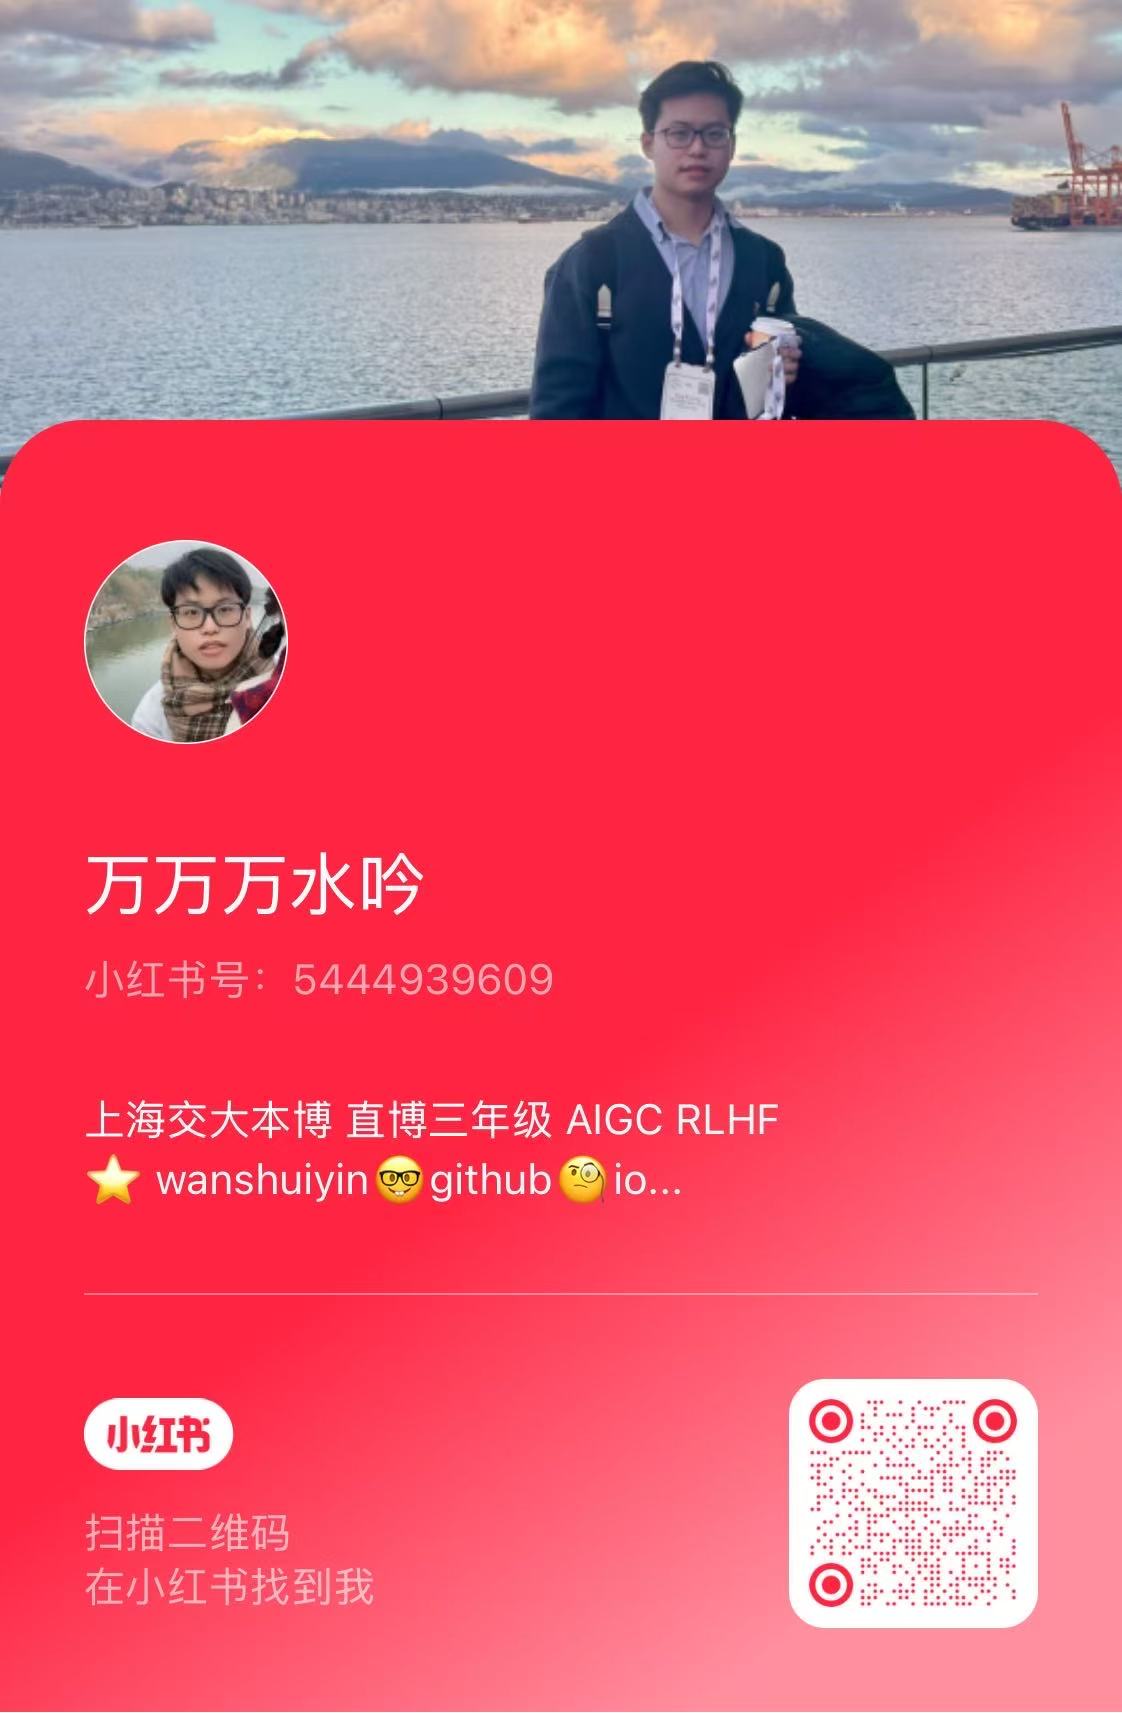 万万万水吟
小红书号：5444939609
上海交大本博 直博三年级 AIGC RLHF
⭐ wanshuiyin🤓github🧐io...
小红书
扫描二维码
在小红书找到我